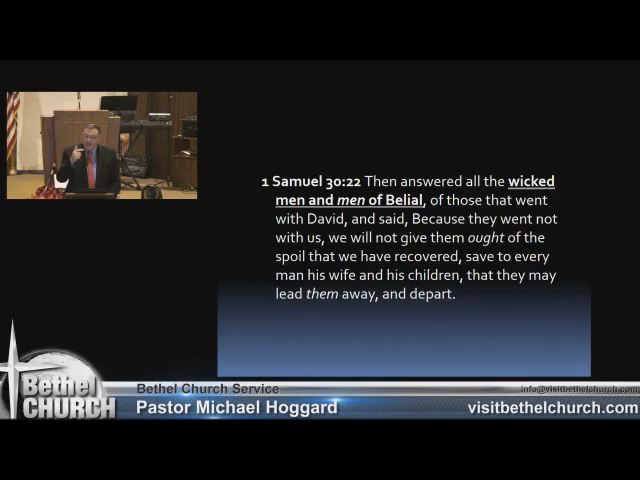 1 Samuel 30:22 Then answered all the wicked
men and men of Belial, of those that went
with David, and said, Because they went not
with us, we will not give them ought of the
spoil that we have recovered, save to every
man his wife and his children, that they may
lead them away, and depart.
Bethel
CHURCH
Bethel Church Service
info@visitbethelchurch.com
Pastor Michael Hoggard
visitbethelchurch.com